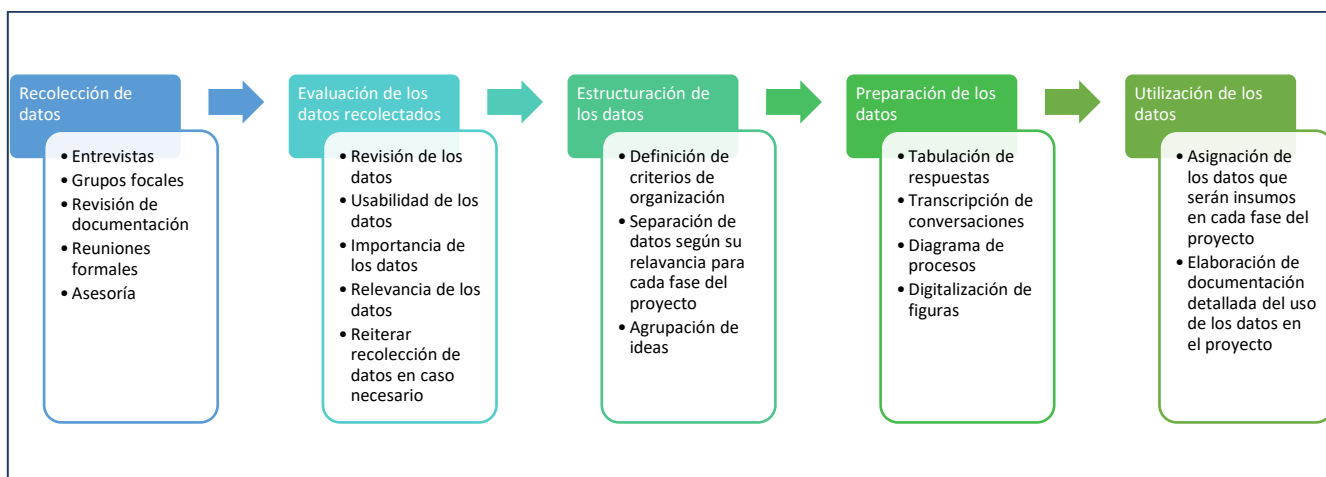 Recolección de
datos
• Entrevistas
• Grupos focales
• Revisión de
documentación
• Reuniones
formales
• Asesoría
Evaluación de los
datos recolectados
• Revisión de los
datos
• Usabilidad de los
datos
• Importancia de
los datos
• Relevancia de los
datos
• Reiterar
recolección de
datos en caso
necesario
Estructuración de
los datos
• Definición de
criterios de
organización
• Separación de
datos según su
relavancia para
cada fase del
proyecto
• Agrupación de
ideas
Preparación de los
datos
• Tabulación de
respuestas
• Transcripción de
conversaciones
• Diagrama de
procesos
• Digitalización de
figuras
Utilización de los
datos
• Asignación de
los datos que
serán insumos
en cada fase del
proyecto
• Elaboración de
documentación
detallada del uso
de los datos en
el proyecto